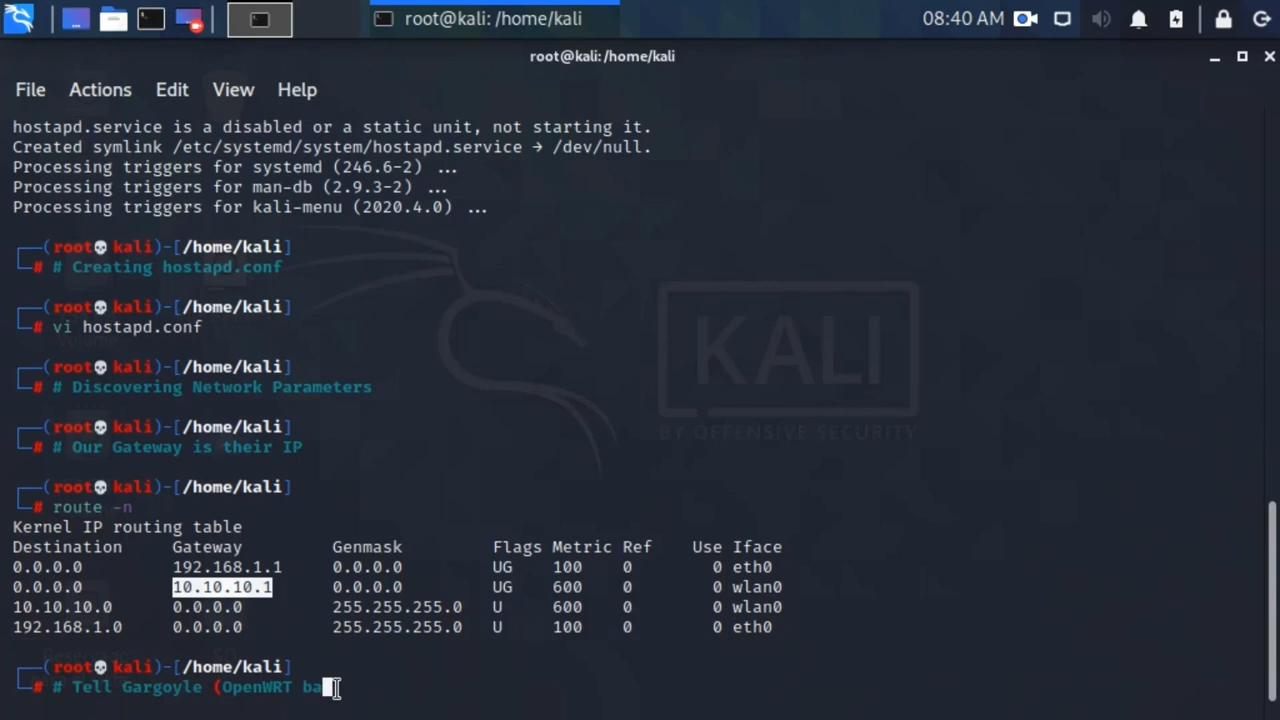 root@kali: /home/kali
08:40 AM
root@kali:/home/kali
File Actions Edit View Help
hostapd.service is a disabled or a static unit, not starting it.
Created symlink /etc/systemd/system/hostapd.service → /dev/null.
Processing triggers for systemd (246.6-2) ...
Processing triggers for man-db (2.9.3-2) ...
Processing triggers for kali-menu (2020.4.0) ...
┌──(root💀kali)-[/home/kali]
└─# # Creating hostapd.conf
┌──(root💀kali)-[/home/kali]
└─# vi hostapd.conf
┌──(root💀kali)-[/home/kali]
└─# # Discovering Network Parameters
┌──(root💀kali)-[/home/kali]
└─# # Our Gateway is their IP
┌──(root💀kali)-[/home/kali]
└─# route -n
Kernel IP routing table
Destination Gateway Genmask Flags Metric Ref Use Iface
0.0.0.0 192.168.1.1 0.0.0.0 UG 100 0 0 eth0
0.0.0.0 10.10.10.1 0.0.0.0 UG 600 0 0 wlan0
10.10.10.0 0.0.0.0 255.255.255.0 U 600 0 0 wlan0
192.168.1.0 0.0.0.0 255.255.255.0 U 100 0 0 eth0
┌──(root💀kali)-[/home/kali]
└─# # Tell Gargoyle (OpenWRT ba
KALI
BY OFFENSIVE SECURITY